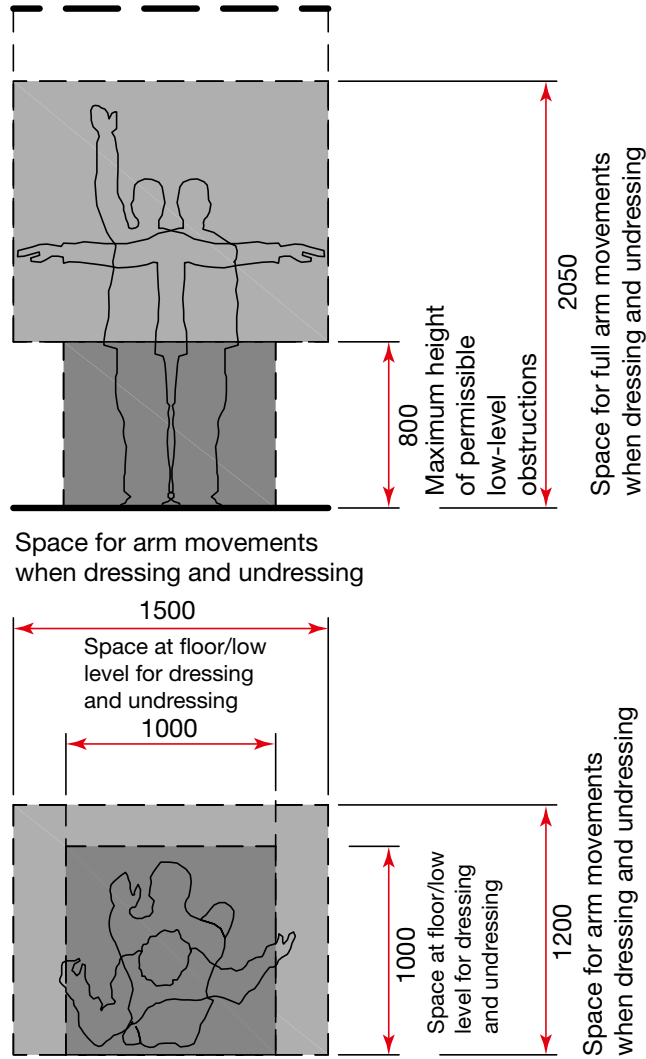 800
Maximum height
of permissible
low-level
obstructions
2050
Space for full arm movements
when dressing and undressing
Space for arm movements
when dressing and undressing
1500
Space at floor/low
level for dressing
and undressing
1000
1000
Space at floor/low
level for dressing
and undressing
1200
Space for arm movements
when dressing and undressing